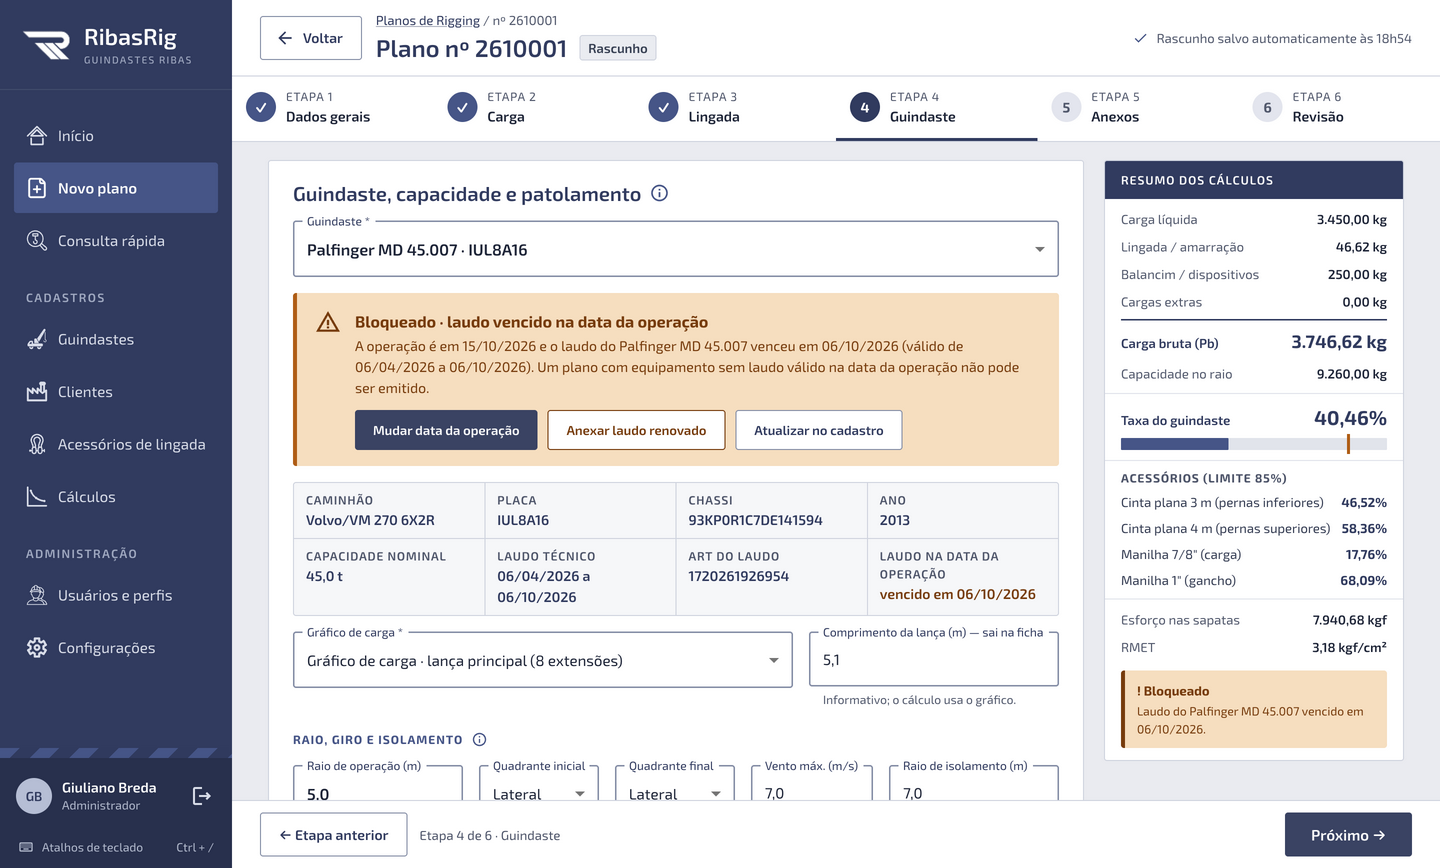 RibasRig
GUINDASTES RIBAS
Início
Novo plano
Consulta rápida
CADASTROS
Guindastes
Clientes
Acessórios de lingada
Cálculos
ADMINISTRAÇÃO
Usuários e perfis
Configurações
GB
Giuliano Breda
Administrador
Atalhos de teclado
Ctrl + /
← Voltar
Planos de Rigging / nº 2610001
Plano nº 2610001
Rascunho
Rascunho salvo automaticamente às 18h54
ETAPA 1
Dados gerais
ETAPA 2
Carga
ETAPA 3
Lingada
4
ETAPA 4
Guindaste
5
ETAPA 5
Anexos
6
ETAPA 6
Revisão
Guindaste, capacidade e patolamento
Guindaste *
Palfinger MD 45.007 · IUL8A16
Bloqueado · laudo vencido na data da operação
A operação é em 15/10/2026 e o laudo do Palfinger MD 45.007 venceu em 06/10/2026 (válido de
06/04/2026 a 06/10/2026). Um plano com equipamento sem laudo válido na data da operação não pode
ser emitido.
Mudar data da operação
Anexar laudo renovado
Atualizar no cadastro
CAMINHÃO
Volvo/VM 270 6X2R
PLACA
IUL8A16
CHASSI
93KP0R1C7DE141594
ANO
2013
CAPACIDADE NOMINAL
45,0 t
LAUDO TÉCNICO
06/04/2026 a
06/10/2026
ART DO LAUDO
1720261926954
LAUDO NA DATA DA
OPERAÇÃO
vencido em 06/10/2026
Gráfico de carga *
Gráfico de carga · lança principal (8 extensões)
Comprimento da lança (m) — sai na ficha
5,1
Informativo; o cálculo usa o gráfico.
RAIO, GIRO E ISOLAMENTO
Raio de operação (m)
5,0
Quadrante inicial
Lateral
Quadrante final
Lateral
Vento máx. (m/s)
7,0
Raio de isolamento (m)
7,0
RESUMO DOS CÁLCULOS
Carga líquida 3.450,00 kg
Lingada / amarração 46,62 kg
Balancim / dispositivos 250,00 kg
Cargas extras 0,00 kg
Carga bruta (Pb) 3.746,62 kg
Capacidade no raio 9.260,00 kg
Taxa do guindaste 40,46%
ACESSÓRIOS (LIMITE 85%)
Cinta plana 3 m (pernas inferiores) 46,52%
Cinta plana 4 m (pernas superiores) 58,36%
Manilha 7/8" (carga) 17,76%
Manilha 1" (gancho) 68,09%
Esforço nas sapatas 7.940,68 kgf
RMET 3,18 kgf/cm²
! Bloqueado
Laudo do Palfinger MD 45.007 vencido em
06/10/2026.
← Etapa anterior
Etapa 4 de 6 · Guindaste
Próximo →